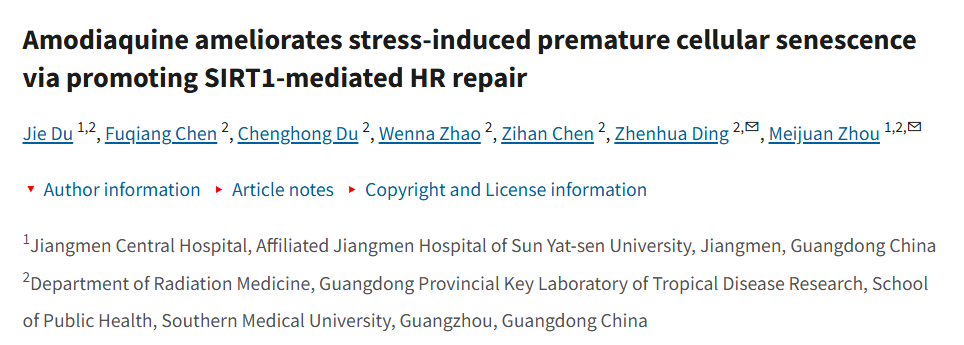 Amodiaquine ameliorates stress-induced premature cellular senescence
via promoting SIRT1-mediated HR repair
Jie Du 1,2, Fuqiang Chen 2, Chenghong Du 2, Wenna Zhao 2, Zihan Chen 2, Zhenhua Ding 2,✉, Meijuan Zhou 1,2,✉
▼ Author information ▶ Article notes ▶ Copyright and License information
1Jiangmen Central Hospital, Affiliated Jiangmen Hospital of Sun Yat-sen University, Jiangmen, Guangdong China
2Department of Radiation Medicine, Guangdong Provincial Key Laboratory of Tropical Disease Research, School
of Public Health, Southern Medical University, Guangzhou, Guangdong China